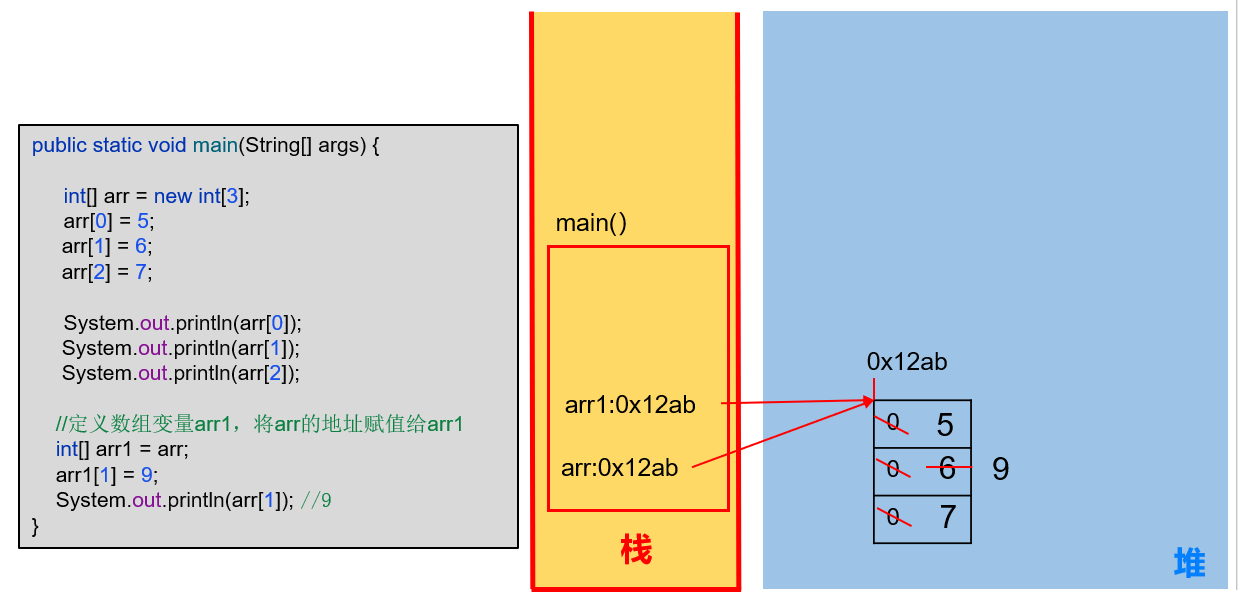 public static void main(String[] args) {
int[] arr = new int[3];
arr[0] = 5;
arr[1] = 6;
arr[2] = 7;
System.out.println(arr[0]);
System.out.println(arr[1]);
System.out.println(arr[2]);
//定义数组变量arr1，将arr的地址赋值给arr1
int[] arr1 = arr;
arr1[1] = 9;
System.out.println(arr[1]); //9
}
main()
arr1:0x12ab
arr:0x12ab
栈
0x12ab
0 5
0 6 9
0 7
堆